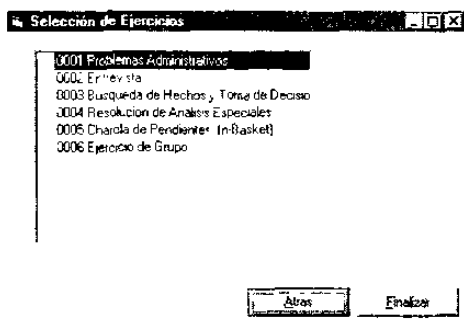 Selección de Ejercicios
0001 Problemas Administrativos
0002 Entrevista
0003 Busqueda de Hechos y Toma de Decisio
0004 Resolucion de Analisis Especiales
0005 Charola de Pendientes (In-Basket)
0006 Ejercicio de Grupo
Atras
Finalizar